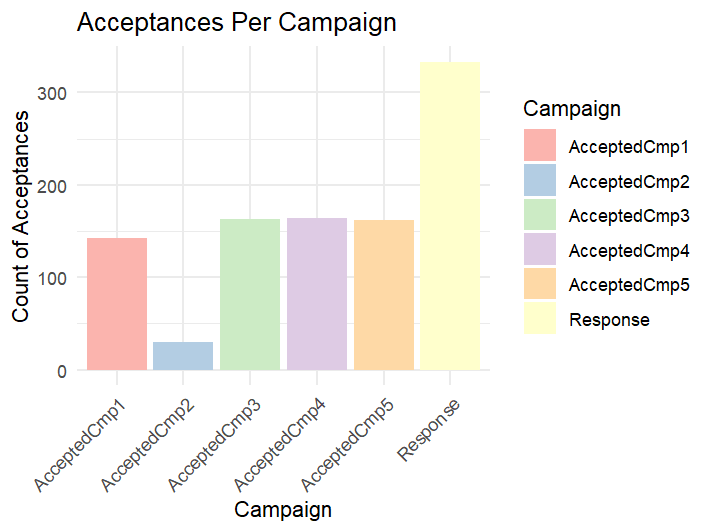 Acceptances Per Campaign
Count of Acceptances
300
200
100
0
AcceptedCmp1
AcceptedCmp2
AcceptedCmp3
AcceptedCmp4
AcceptedCmp5
Response
Campaign
Campaign
AcceptedCmp1
AcceptedCmp2
AcceptedCmp3
AcceptedCmp4
AcceptedCmp5
Response